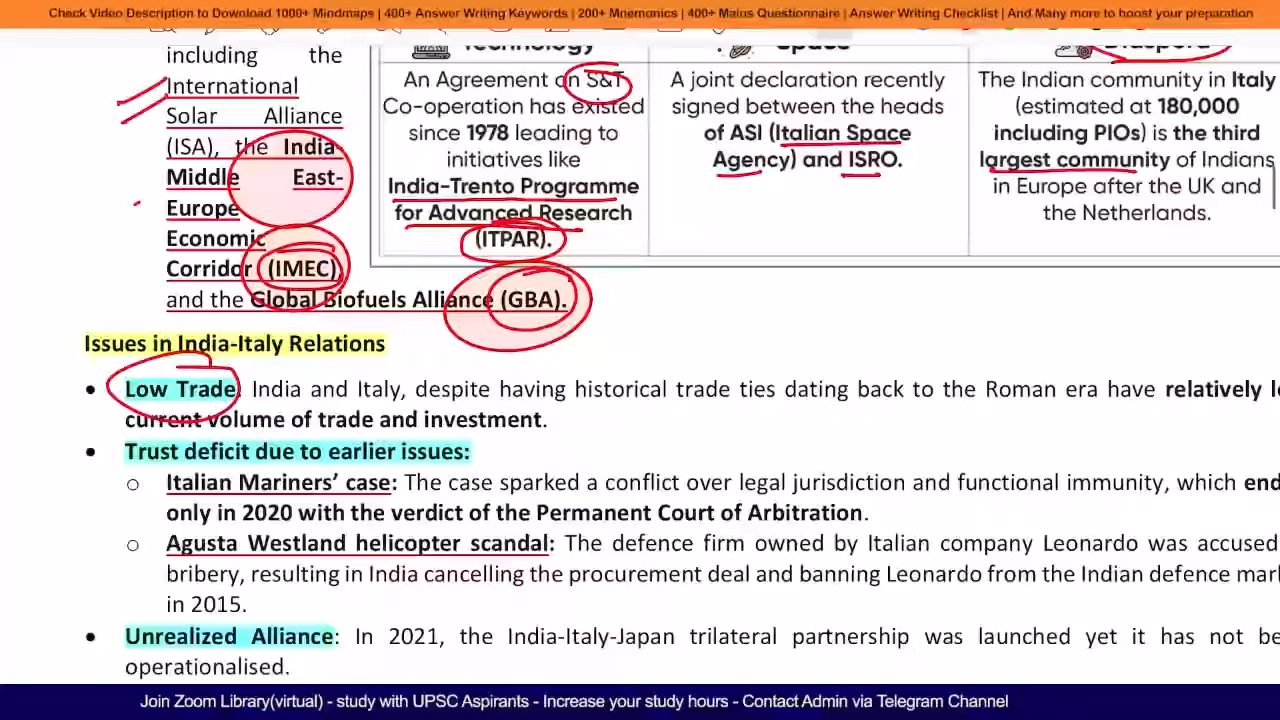 Check Video Description to Download 1000+ Mindmaps | 400+ Answer Writing Keywords | 200+ Mnemonics | 400+ Mains Questionnaire | Answer Writing Checklist | And Many more to boost your preparation
including the
International
Solar Alliance
(ISA), the India-
Middle East-
Europe
Economic
Corridor (IMEC),
and the Global Biofuels Alliance (GBA).
Technology
An Agreement on S&T
Co-operation has existed
since 1978 leading to
initiatives like
India-Trento Programme
for Advanced Research
(ITPAR).
Space
A joint declaration recently
signed between the heads
of ASI (Italian Space
Agency) and ISRO.
Diaspora
The Indian community in Italy
(estimated at 180,000
including PIOs) is the third
largest community of Indians
in Europe after the UK and
the Netherlands.
Issues in India-Italy Relations
• Low Trade India and Italy, despite having historical trade ties dating back to the Roman era have relatively
current volume of trade and investment.
• Trust deficit due to earlier issues:
o Italian Mariners' case: The case sparked a conflict over legal jurisdiction and functional immunity, which end
only in 2020 with the verdict of the Permanent Court of Arbitration.
o Agusta Westland helicopter scandal: The defence firm owned by Italian company Leonardo was accused
bribery, resulting in India cancelling the procurement deal and banning Leonardo from the Indian defence mar
in 2015.
• Unrealized Alliance: In 2021, the India-Italy-Japan trilateral partnership was launched yet it has not be
operationalised.
Join Zoom Library(virtual) - study with UPSC Aspirants - Increase your study hours - Contact Admin via Telegram Channel